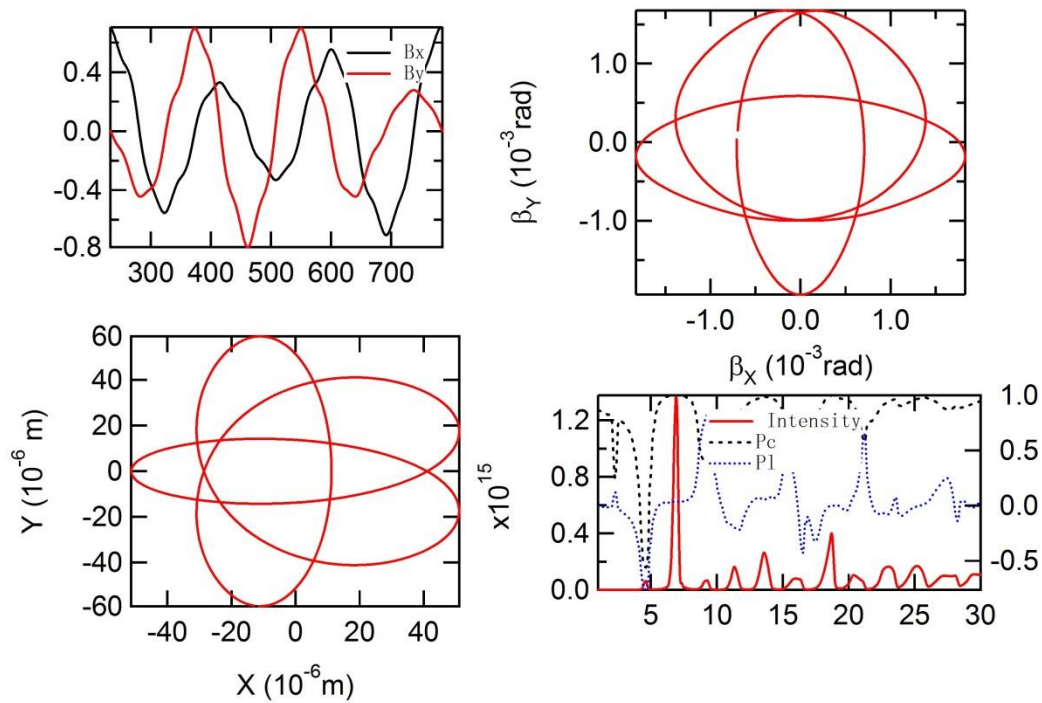 0.4
0.0
-0.4
-0.8
300 400 500 600 700
Bx
By
β_Y (10⁻³rad)
1.0
0.0
-1.0
-1.0 0.0 1.0
β_X (10⁻³rad)
Y (10⁻⁶ m)
60
40
20
0
-20
-40
-60
-40 -20 0 20 40
X (10⁻⁶m)
x10¹⁵
1.2
0.8
0.4
0.0
Intensity
Pc
Pl
1.0
0.5
0.0
-0.5
5 10 15 20 25 30